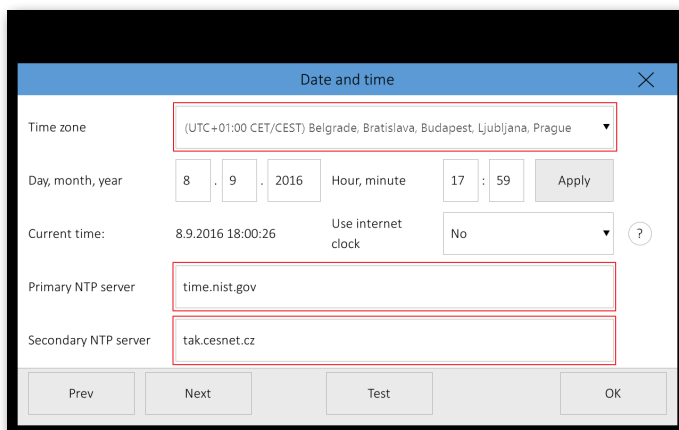 Date and time
Time zone
(UTC+01:00 CET/CEST) Belgrade, Bratislava, Budapest, Ljubljana, Prague
Day, month, year 8 . 9 . 2016 Hour, minute 17 : 59 Apply
Current time: 8.9.2016 18:00:26 Use internet
clock No ?
Primary NTP server time.nist.gov
Secondary NTP server tak.cesnet.cz
Prev Next Test OK